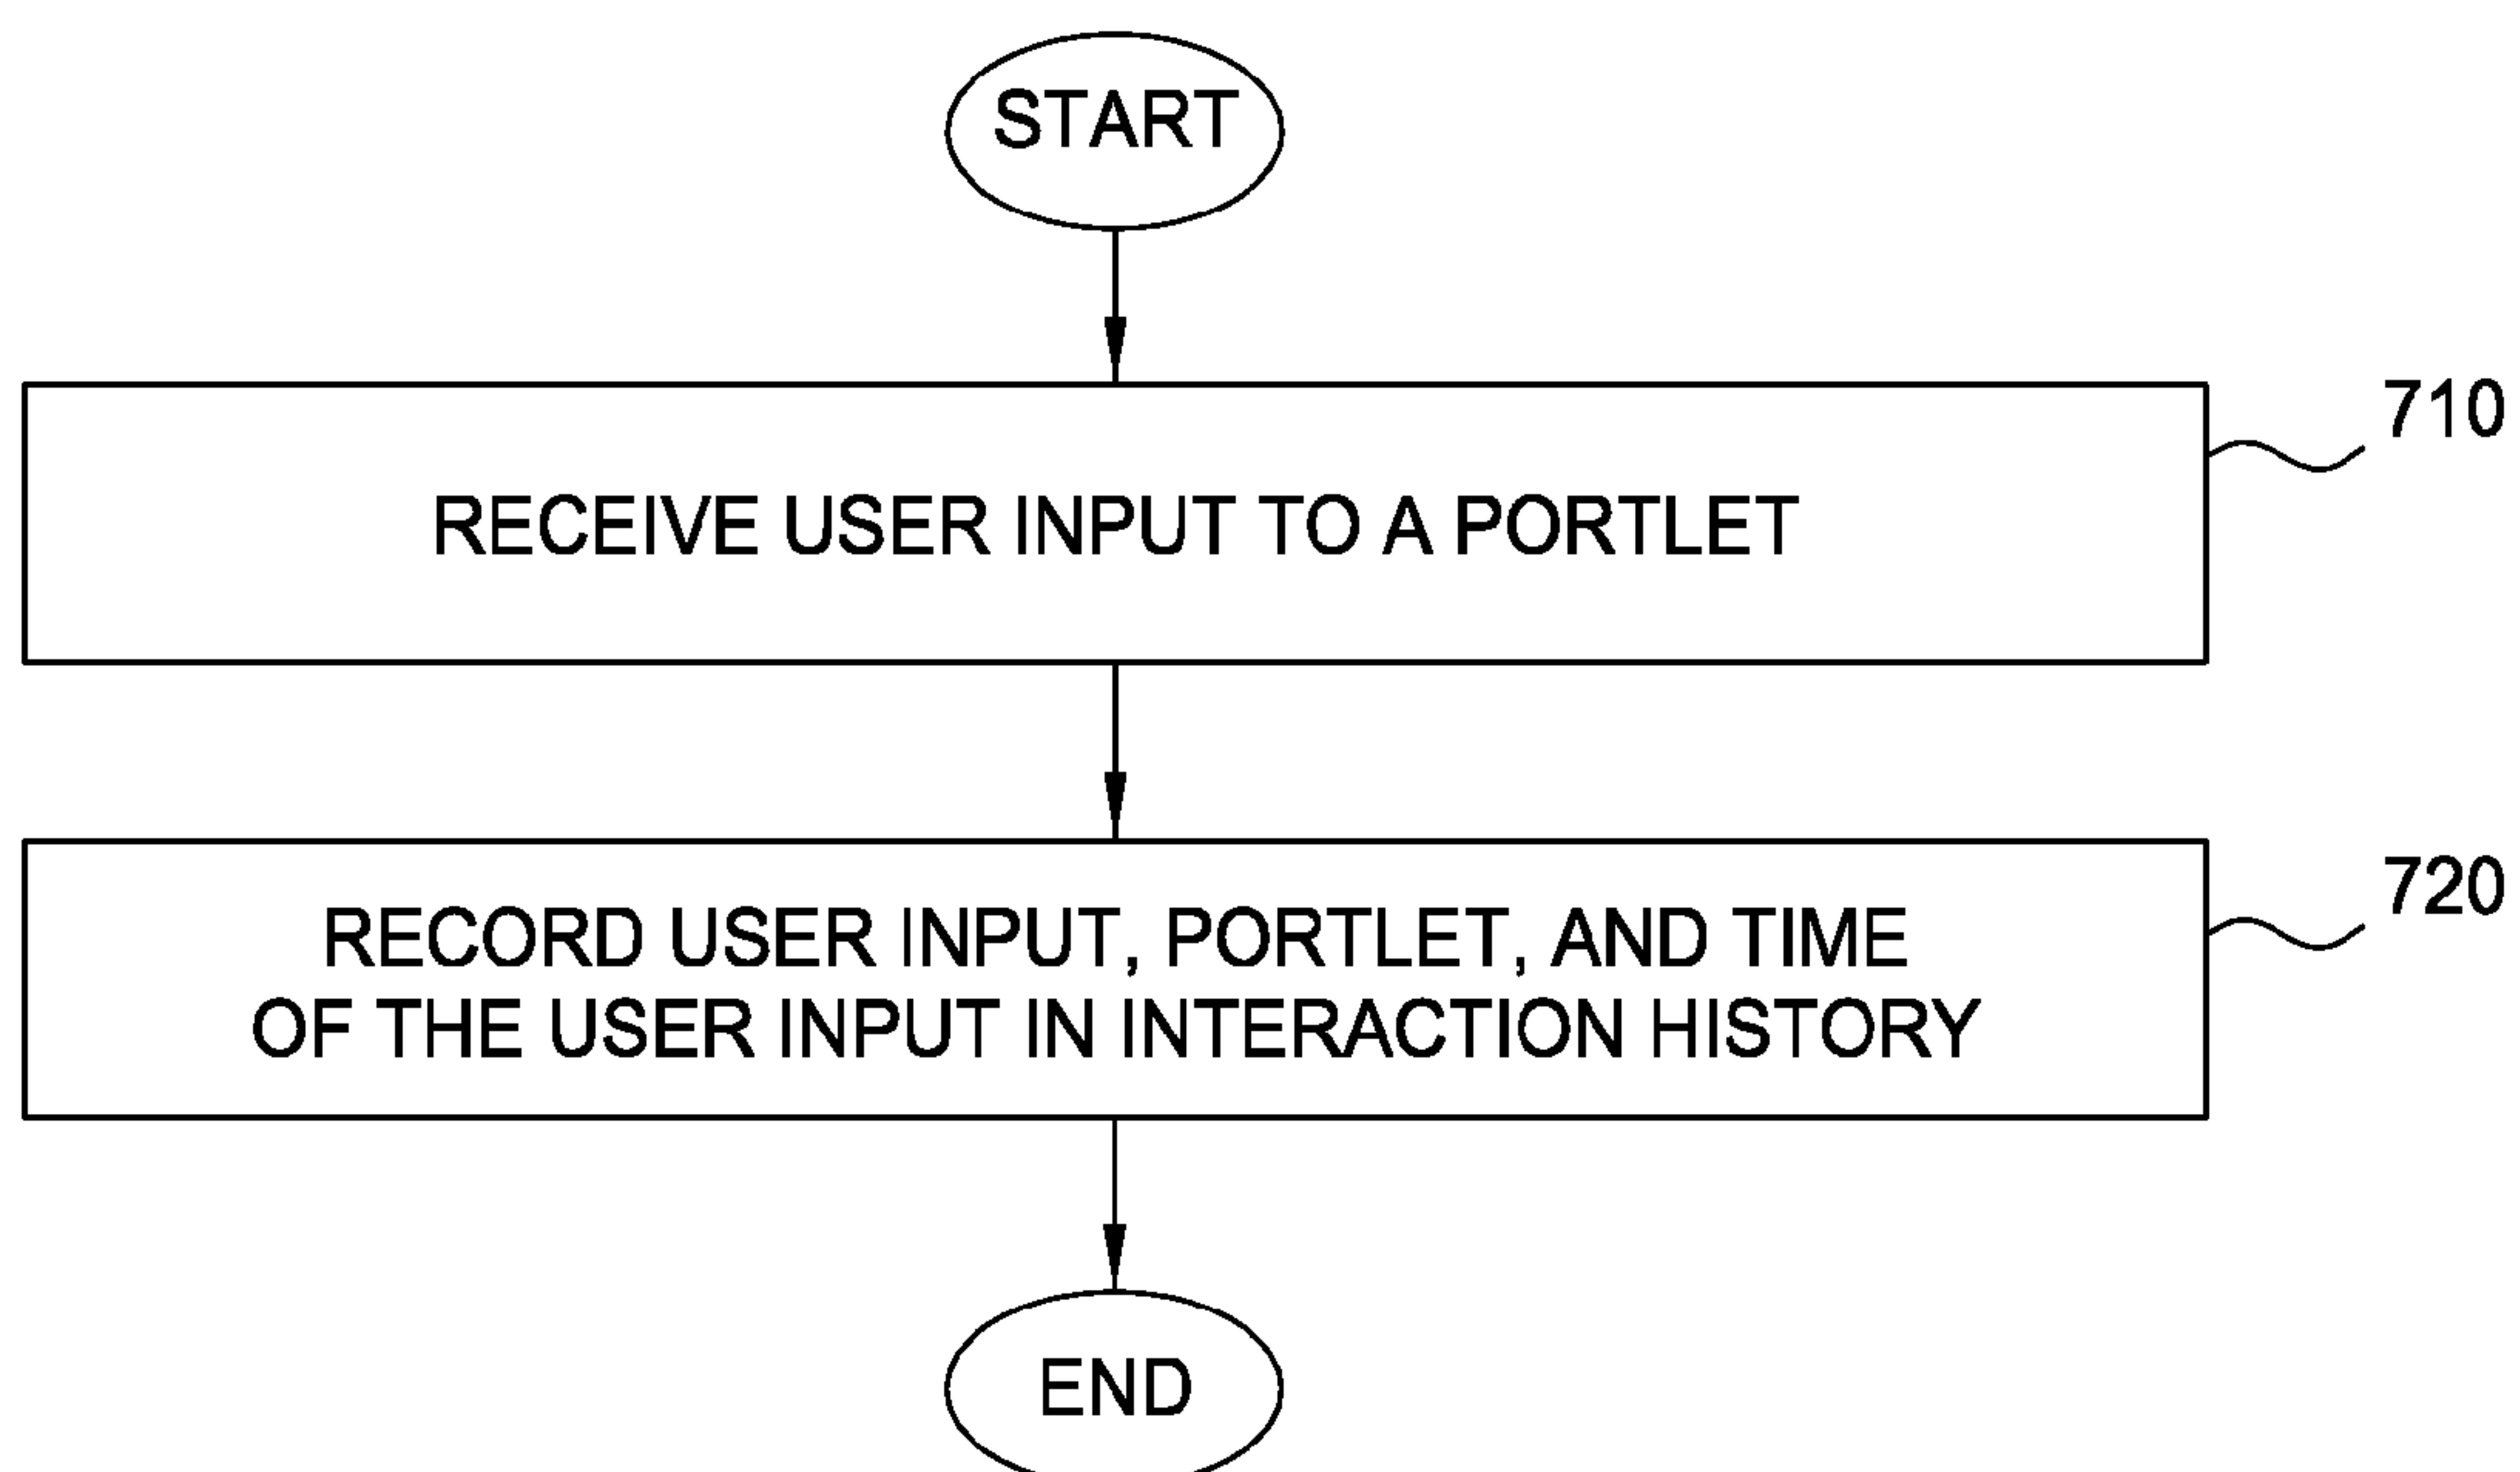 START
710
RECEIVE USER INPUT TO A PORTLET
720
RECORD USER INPUT, PORTLET, AND TIME
OF THE USER INPUT IN INTERACTION HISTORY
END